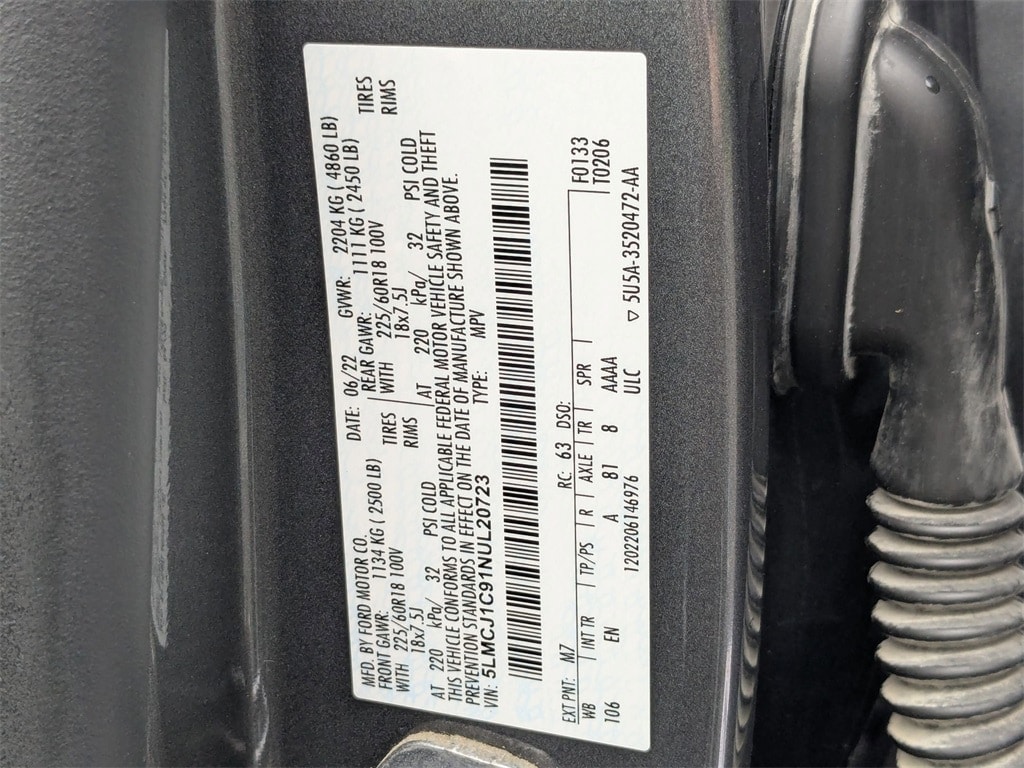 MFD. BY FORD MOTOR CO. DATE: 06/22 GVWR: 2204 KG ( 4860 LB)
FRONT GAWR: 1134 KG ( 2500 LB) REAR GAWR: 1111 KG ( 2450 LB)
WITH 225/60R18 100V TIRES WITH 225/60R18 100V TIRES
18x7.5J RIMS 18x7.5J RIMS
AT 220 kPa/ 32 PSI COLD AT 220 kPa/ 32 PSI COLD
THIS VEHICLE CONFORMS TO ALL APPLICABLE FEDERAL MOTOR VEHICLE SAFETY AND THEFT
PREVENTION STANDARDS IN EFFECT ON THE DATE OF MANUFACTURE SHOWN ABOVE.
VIN: 5LMCJ1C91NUL20723 TYPE: MPV
EXT PNT: M7 RC: 63 DSO: F0133
WB INT TR TP/PS R AXLE TR SPR T0206
106 EN A 81 8 AAAA
1202206146976 ULC ▽ 5U5A-3520472-AA